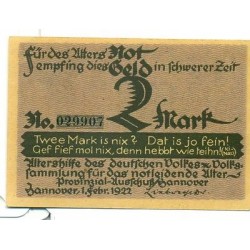 Für des Alters Not
empfing dies Geld in schwerer Zeit
2 Mark
No. 029907
Twee Mark is nix? Dat is jo fein!
Gef fief mol nix, denn hebbt wie teihn!
Altershilfe des deutschen Volkes Volks-
sammlung für das notleidende Alter
Provinzial-Ausschuß Hannover
Hannover, 1. Febr. 1922